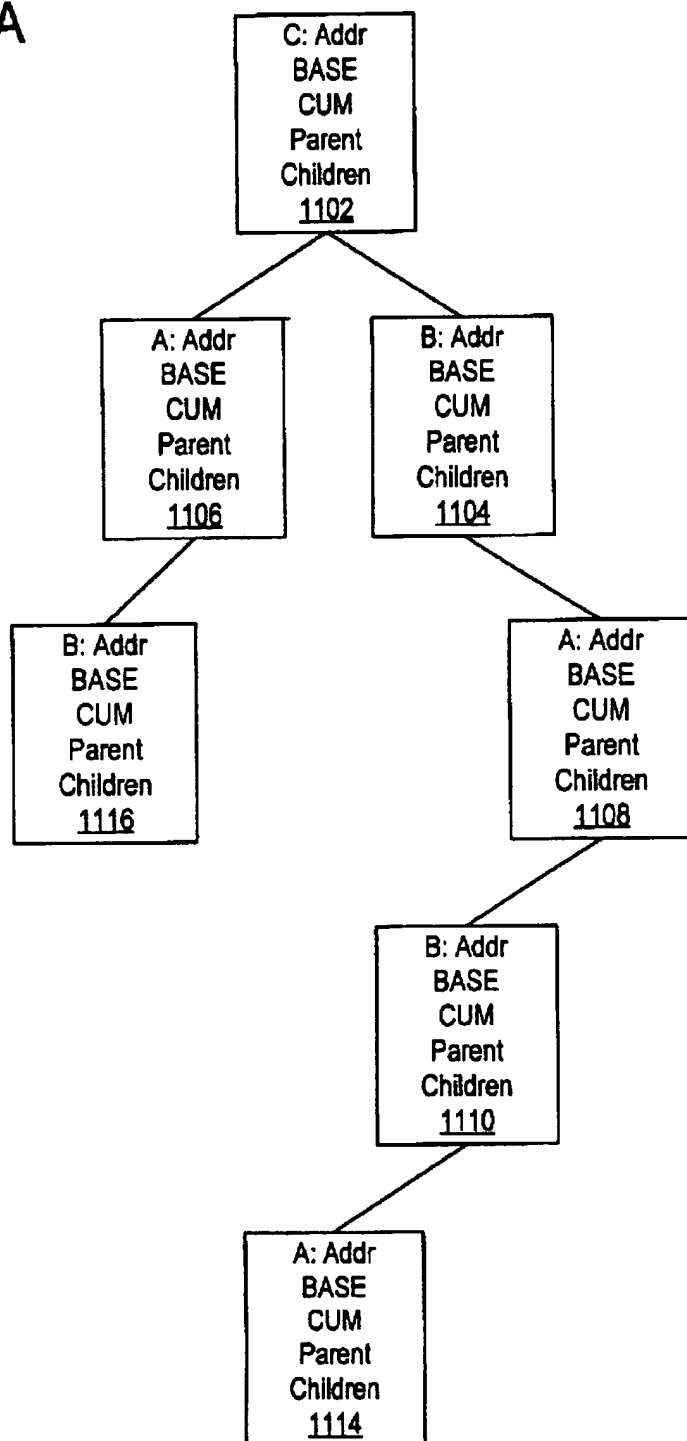 A
C: Addr
BASE
CUM
Parent
Children
1102
A: Addr
BASE
CUM
Parent
Children
1106
B: Addr
BASE
CUM
Parent
Children
1104
B: Addr
BASE
CUM
Parent
Children
1116
A: Addr
BASE
CUM
Parent
Children
1108
B: Addr
BASE
CUM
Parent
Children
1110
A: Addr
BASE
CUM
Parent
Children
1114